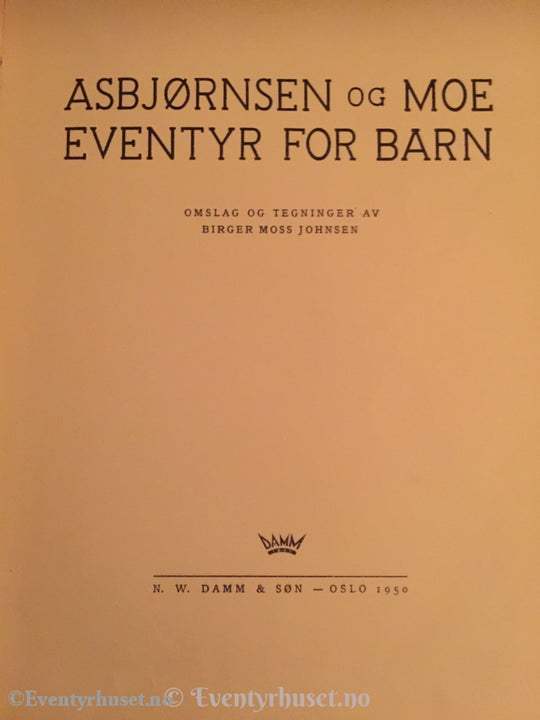 ASBJØRNSEN OG MOE
EVENTYR FOR BARN
OMSLAG OG TEGNINGER AV
BIRGER MOSS JOHNSEN
DAMM
N. W. DAMM & SØN — OSLO 1950
©Eventyrhuset.no
© Eventyrhuset.no